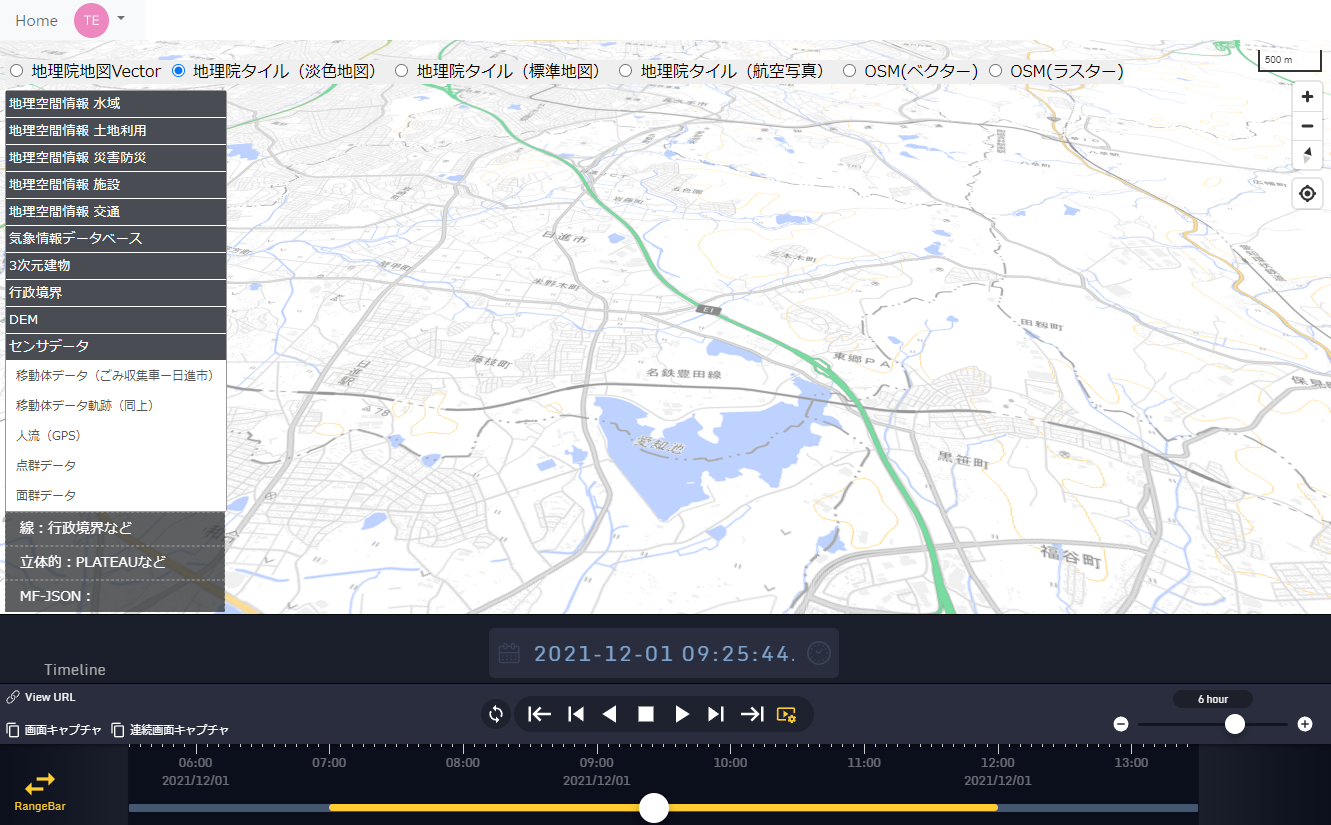 Home TE
地理院地図Vector 地理院タイル（淡色地図） 地理院タイル（標準地図） 地理院タイル（航空写真） OSM(ベクター) OSM(ラスター)
500 m
地理空間情報 水域
地理空間情報 土地利用
地理空間情報 災害防災
地理空間情報 施設
地理空間情報 交通
気象情報データベース
3次元建物
行政境界
DEM
センサデータ
移動体データ（ごみ収集車ー日進市）
移動体データ軌跡（同上）
人流（GPS）
点群データ
面群データ
線：行政境界など
立体的：PLATEAUなど
MF-JSON：
日進市
三本木町
米野木町
E1
田籾町
東郷ＰＡ
藤枝町
名鉄豊田線
保見町
78
愛知池
黒笹町
福谷町
2021-12-01 09:25:44.
Timeline
View URL
画面キャプチャ 連続画面キャプチャ
6 hour
06:00 07:00 08:00 09:00 10:00 11:00 12:00 13:00
2021/12/01 2021/12/01 2021/12/01
RangeBar